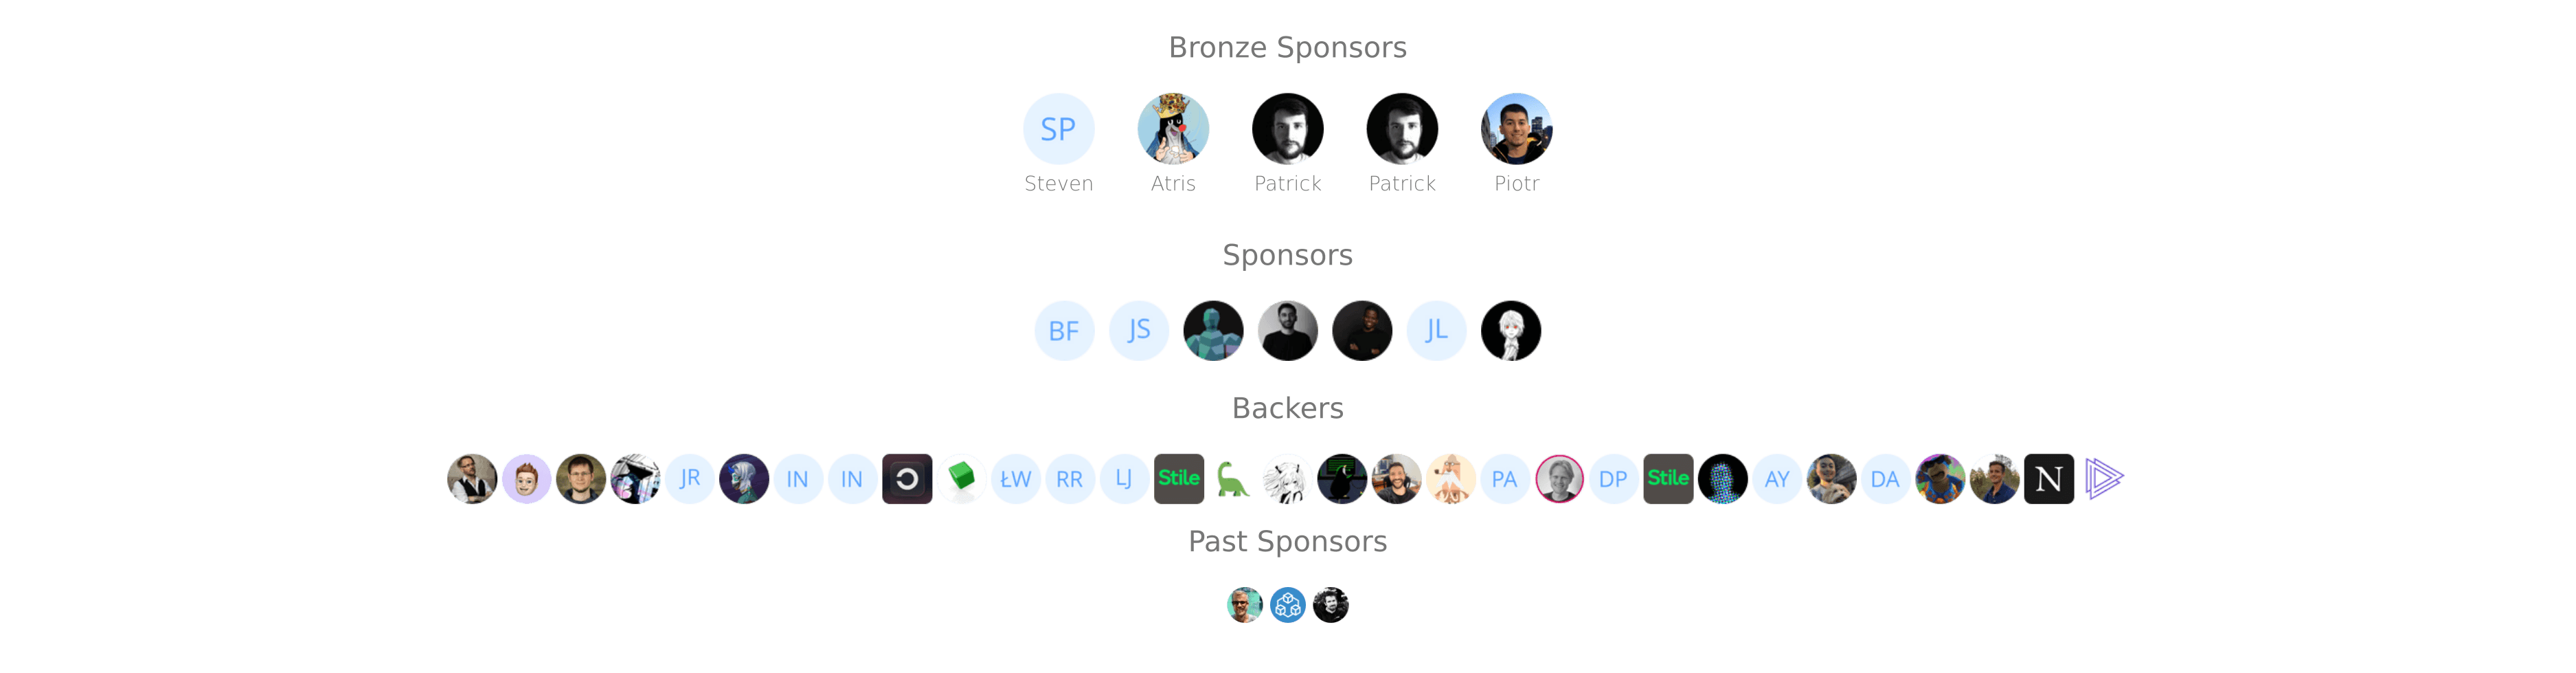 Bronze Sponsors
SP
Steven Atris Patrick Patrick Piotr
Sponsors
BF JS JL
Backers
JR IN IN ŁW RR LJ Stile PA DP Stile AY DA N
Past Sponsors